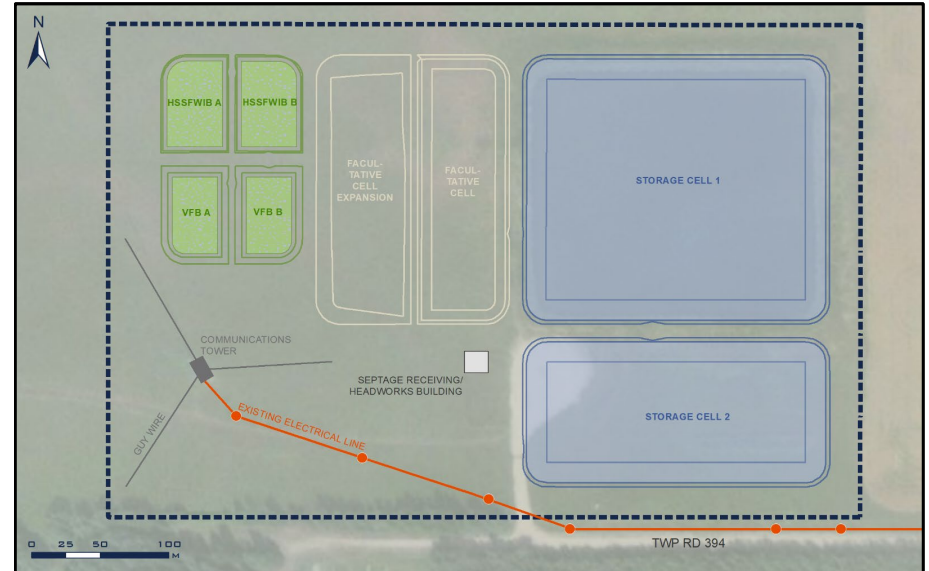 N
HSSFWIB A
HSSFWIB B
FACUL-
TATIVE
CELL
EXPANSION
FACUL-
TATIVE
CELL
STORAGE CELL 1
VFB A
VFB B
COMMUNICATIONS
TOWER
SEPTAGE RECEIVING/
HEADWORKS BUILDING
GUY WIRE
EXISTING ELECTRICAL LINE
STORAGE CELL 2
TWP RD 394
0 25 50 100
M